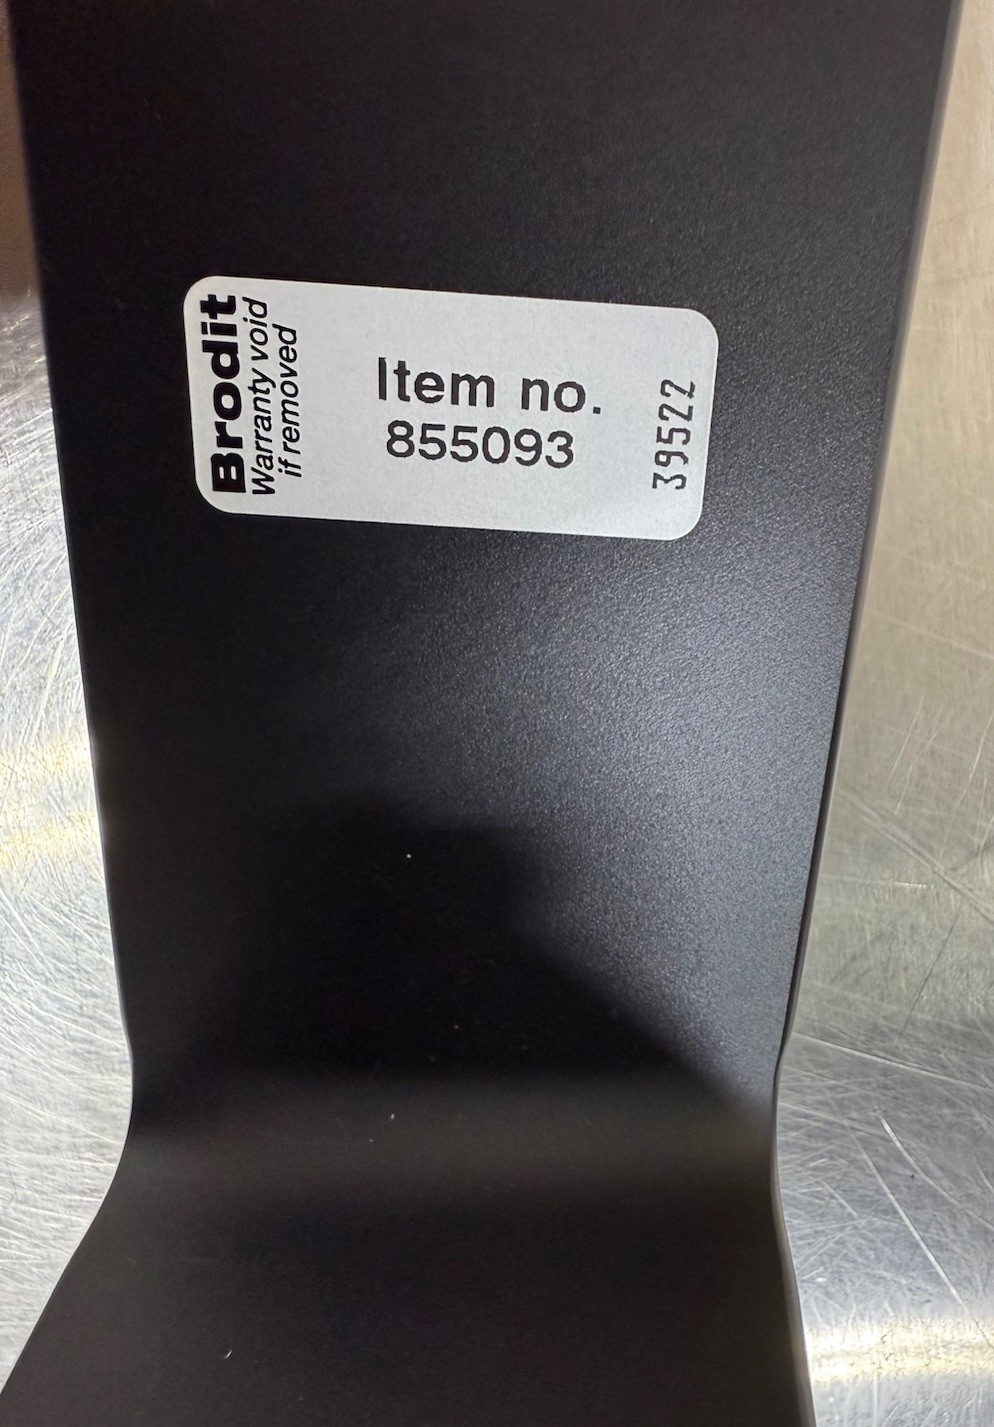 Brodit
Warranty void
if removed
Item no.
855093
39522